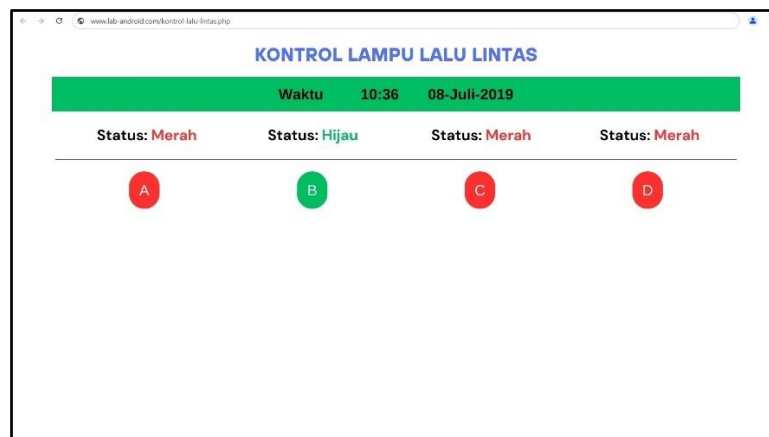 www.lab-android.com/kontrol-lalu-lintas.php
KONTROL LAMPU LALU LINTAS
Waktu 10:36 08-Juli-2019
Status: Merah Status: Hijau Status: Merah Status: Merah
A B C D